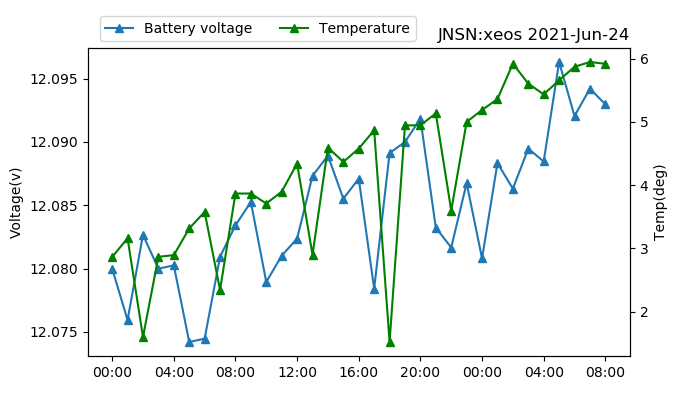 Battery voltage Temperature
JNSN:xeos 2021-Jun-24
12.095
12.090
12.085
12.080
12.075
Voltage(v)
6
5
4
3
2
Temp(deg)
00:00 04:00 08:00 12:00 16:00 20:00 00:00 04:00 08:00